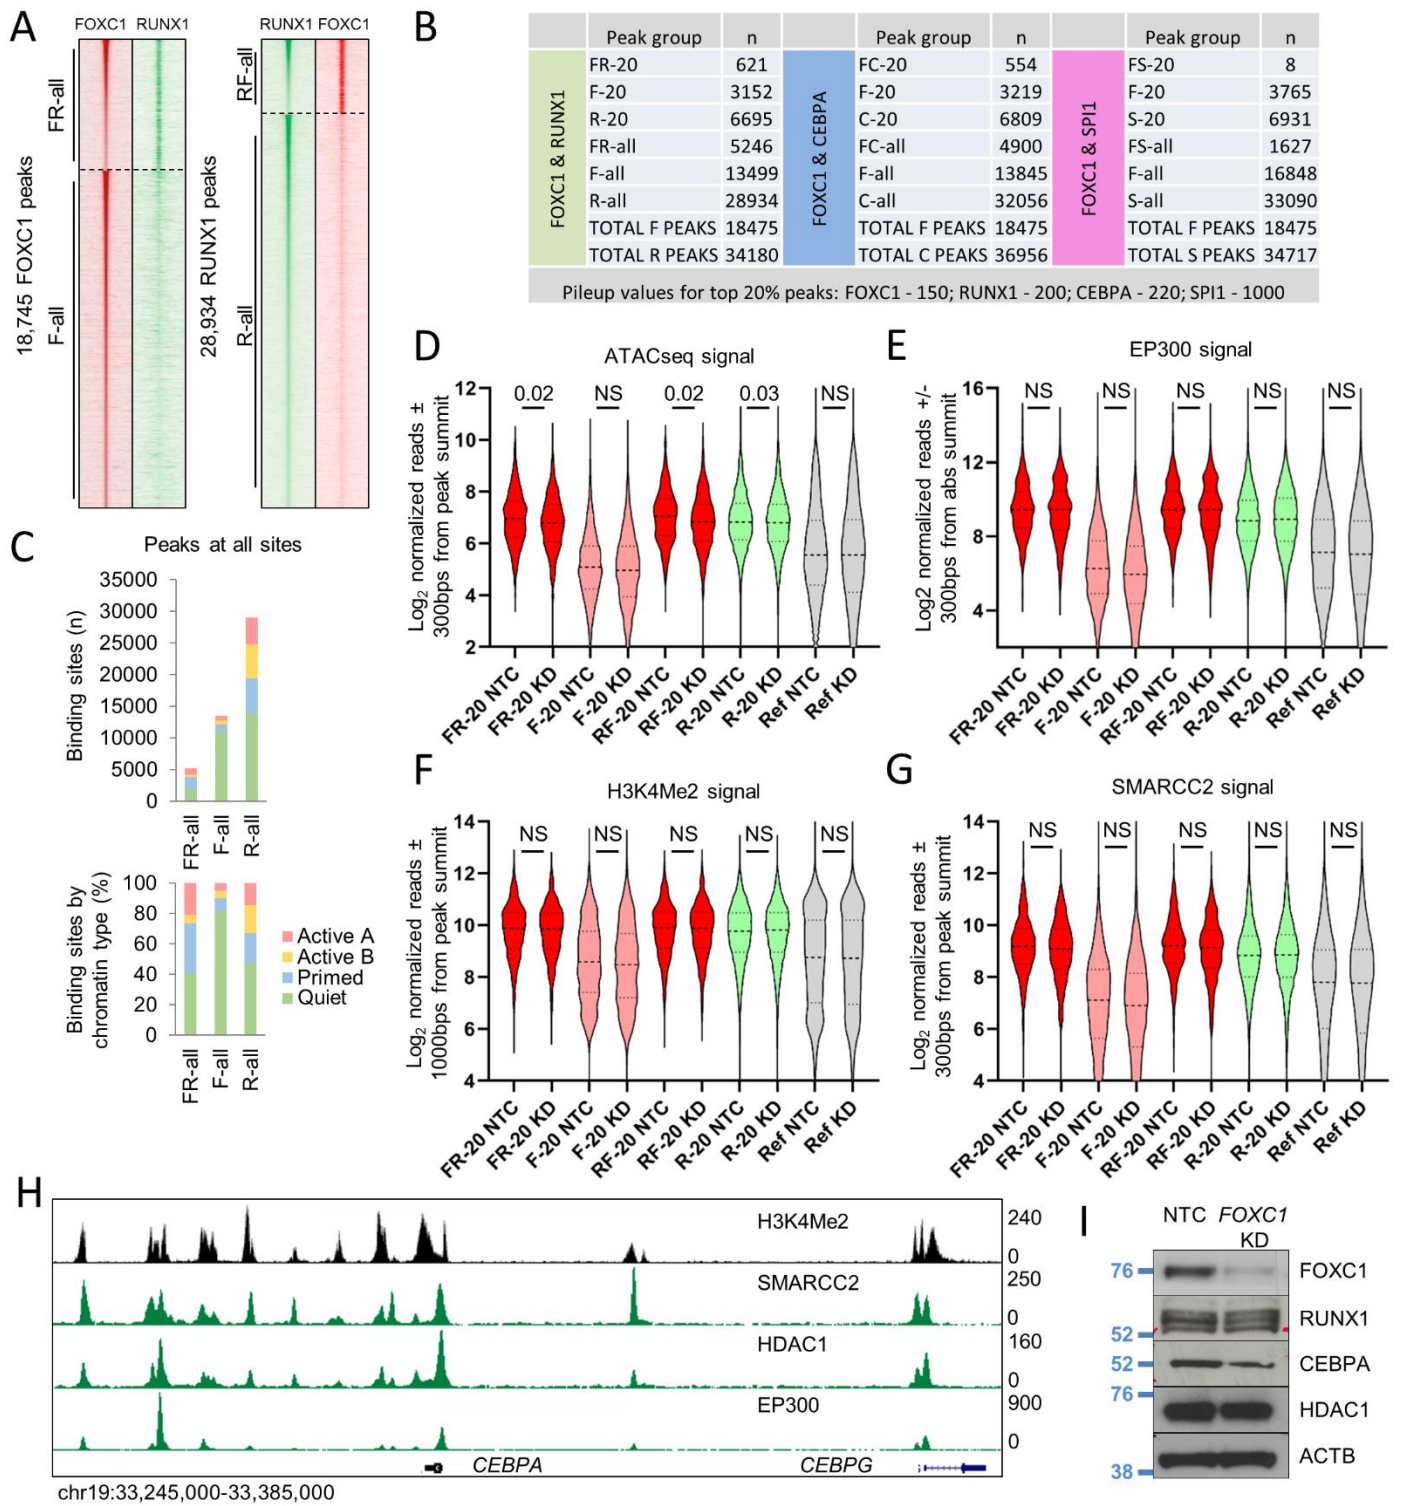 A
FOXC1 RUNX1
RUNX1 FOXC1
FR-all
F-all
18,745 FOXC1 peaks
RF-all
R-all
28,934 RUNX1 peaks
B
Peak group n Peak group n Peak group n
FOXC1 & RUNX1
FOXC1 & CEBPA
FOXC1 & SPI1
FR-20 621 FC-20 554 FS-20 8
F-20 3152 F-20 3219 F-20 3765
R-20 6695 C-20 6809 S-20 6931
FR-all 5246 FC-all 4900 FS-all 1627
F-all 13499 F-all 13845 F-all 16848
R-all 28934 C-all 32056 S-all 33090
TOTAL F PEAKS 18475 TOTAL F PEAKS 18475 TOTAL F PEAKS 18475
TOTAL R PEAKS 34180 TOTAL C PEAKS 36956 TOTAL S PEAKS 34717
Pileup values for top 20% peaks: FOXC1 - 150; RUNX1 - 200; CEBPA - 220; SPI1 - 1000
C
Peaks at all sites
Binding sites (n)
35000
30000
25000
20000
15000
10000
5000
0
FR-all F-all R-all
Binding sites by
chromatin type (%)
100
80
60
40
20
0
FR-all F-all R-all
Active A
Active B
Primed
Quiet
D
ATACseq signal
Log2 normalized reads ±
300bps from peak summit
12
10
8
6
4
2
0.02 NS 0.02 0.03 NS
FR-20 NTC FR-20 KD F-20 NTC F-20 KD RF-20 NTC RF-20 KD R-20 NTC R-20 KD Ref NTC Ref KD
E
EP300 signal
Log2 normalized reads +/-
300bps from abs summit
16
12
8
4
NS NS NS NS NS
FR-20 NTC FR-20 KD F-20 NTC F-20 KD RF-20 NTC RF-20 KD R-20 NTC R-20 KD Ref NTC Ref KD
F
H3K4Me2 signal
Log2 normalized reads ±
1000bps from peak summit
14
12
10
8
6
4
NS NS NS NS NS
FR-20 NTC FR-20 KD F-20 NTC F-20 KD RF-20 NTC RF-20 KD R-20 NTC R-20 KD Ref NTC Ref KD
G
SMARCC2 signal
Log2 normalized reads ±
300bps from peak summit
14
12
10
8
6
4
NS NS NS NS NS
FR-20 NTC FR-20 KD F-20 NTC F-20 KD RF-20 NTC RF-20 KD R-20 NTC R-20 KD Ref NTC Ref KD
H
H3K4Me2 240
0
SMARCC2 250
0
HDAC1 160
0
EP300 900
0
CEBPA CEBPG
chr19:33,245,000-33,385,000
I
NTC FOXC1
KD
76 FOXC1
RUNX1
52
52 CEBPA
76
HDAC1
ACTB
38